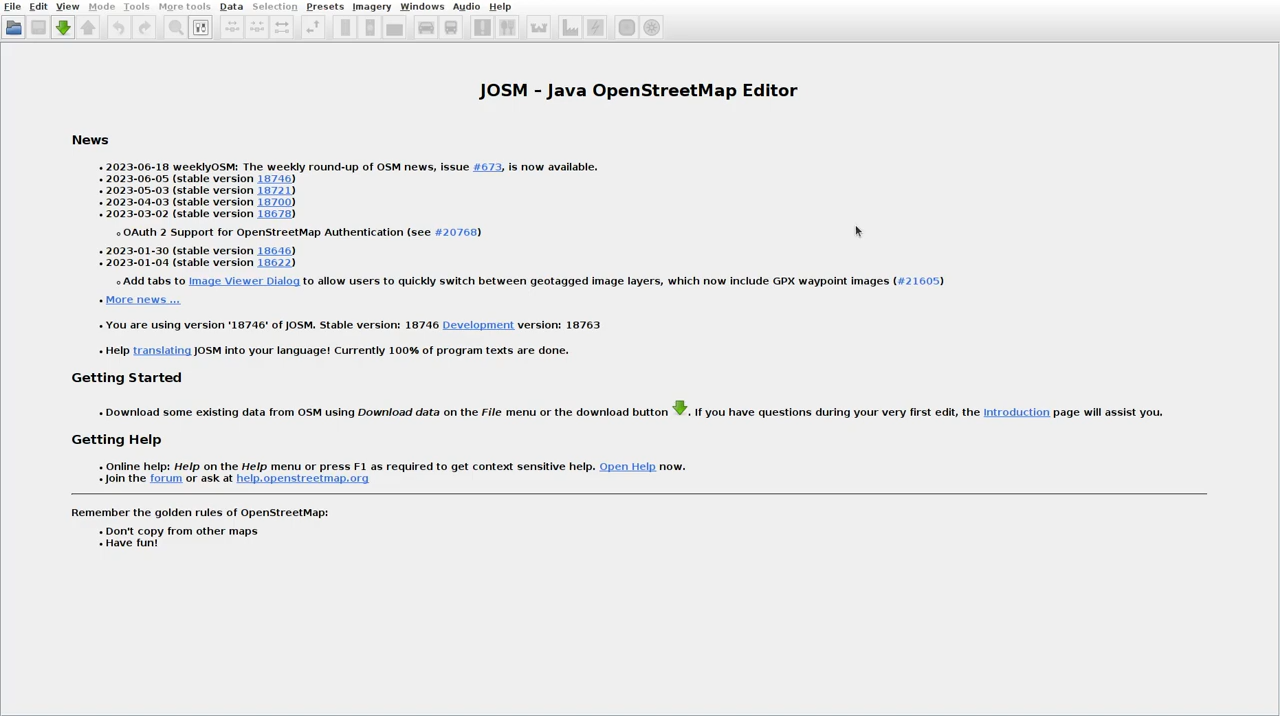 File Edit View Mode Tools More tools Data Selection Presets Imagery Windows Audio Help
JOSM – Java OpenStreetMap Editor
News
• 2023-06-18 weeklyOSM: The weekly round-up of OSM news, issue #673, is now available.
• 2023-06-05 (stable version 18746)
• 2023-05-03 (stable version 18721)
• 2023-04-03 (stable version 18700)
• 2023-03-02 (stable version 18678)
◦ OAuth 2 Support for OpenStreetMap Authentication (see #20768)
• 2023-01-30 (stable version 18646)
• 2023-01-04 (stable version 18622)
◦ Add tabs to Image Viewer Dialog to allow users to quickly switch between geotagged image layers, which now include GPX waypoint images (#21605)
• More news ...
• You are using version '18746' of JOSM. Stable version: 18746 Development version: 18763
• Help translating JOSM into your language! Currently 100% of program texts are done.
Getting Started
• Download some existing data from OSM using Download data on the File menu or the download button . If you have questions during your very first edit, the Introduction page will assist you.
Getting Help
• Online help: Help on the Help menu or press F1 as required to get context sensitive help. Open Help now.
• Join the forum or ask at help.openstreetmap.org
Remember the golden rules of OpenStreetMap:
• Don't copy from other maps
• Have fun!